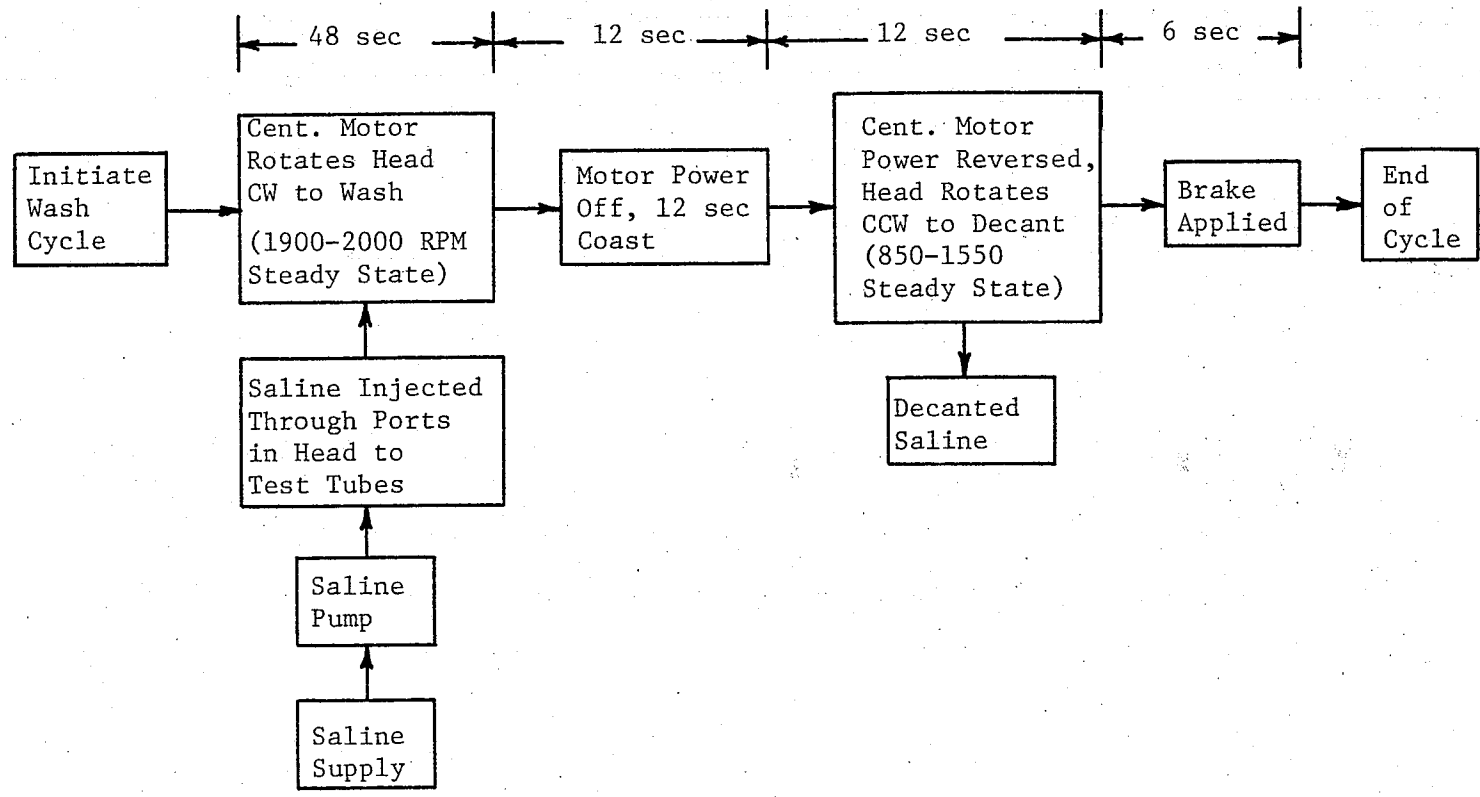 48 sec
12 sec
12 sec
6 sec
Initiate
Wash
Cycle
Cent. Motor
Rotates Head
CW to Wash
(1900-2000 RPM
Steady State)
Motor Power
Off, 12 sec
Coast
Cent. Motor
Power Reversed,
Head Rotates
CCW to Decant
(850-1550
Steady State)
Brake
Applied
End
of
Cycle
Saline Injected
Through Ports
in Head to
Test Tubes
Decanted
Saline
Saline
Pump
Saline
Supply